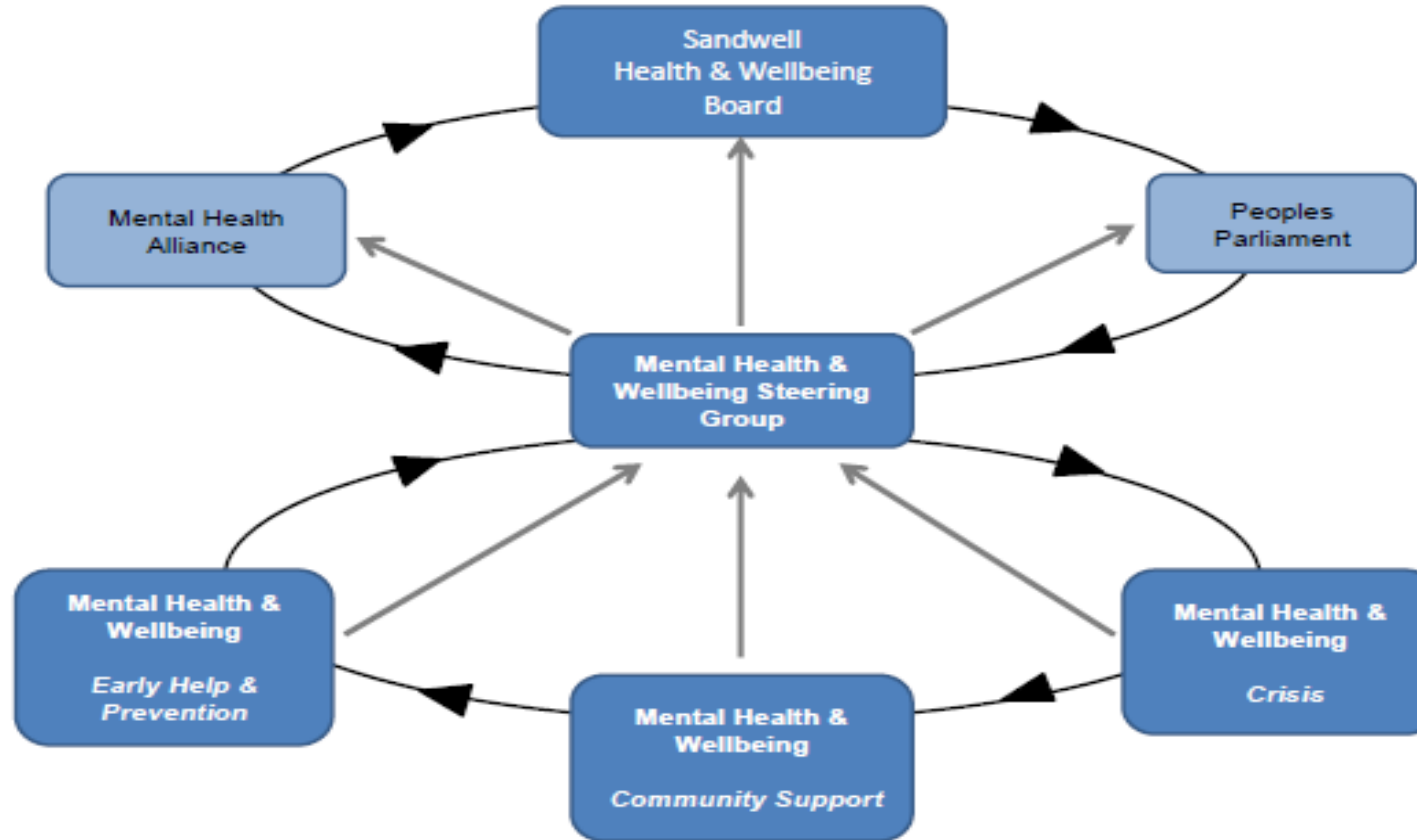 Sandwell
Health & Wellbeing
Board
Mental Health
Alliance
Peoples
Parliament
Mental Health &
Wellbeing Steering
Group
Mental Health &
Wellbeing
Early Help &
Prevention
Mental Health &
Wellbeing
Community Support
Mental Health &
Wellbeing
Crisis